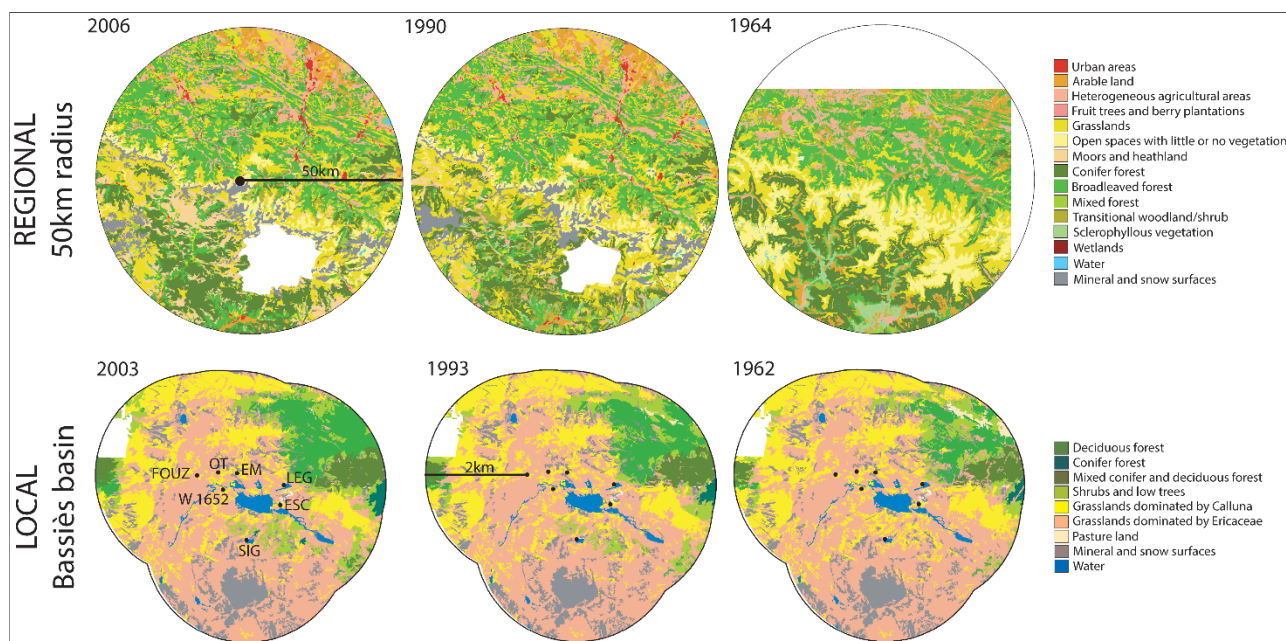 2006
1990
1964
REGIONAL
50km radius
50km
Urban areas
Arable land
Heterogeneous agricultural areas
Fruit trees and berry plantations
Grasslands
Open spaces with little or no vegetation
Moors and heathland
Conifer forest
Broadleaved forest
Mixed forest
Transitional woodland/shrub
Sclerophyllous vegetation
Wetlands
Water
Mineral and snow surfaces
2003
1993
1962
LOCAL
Bassiès basin
FOUZ
OT
EM
LEG
W 1652
ESC
SIG
2km
Deciduous forest
Conifer forest
Mixed conifer and deciduous forest
Shrubs and low trees
Grasslands dominated by Calluna
Grasslands dominated by Ericaceae
Pasture land
Mineral and snow surfaces
Water